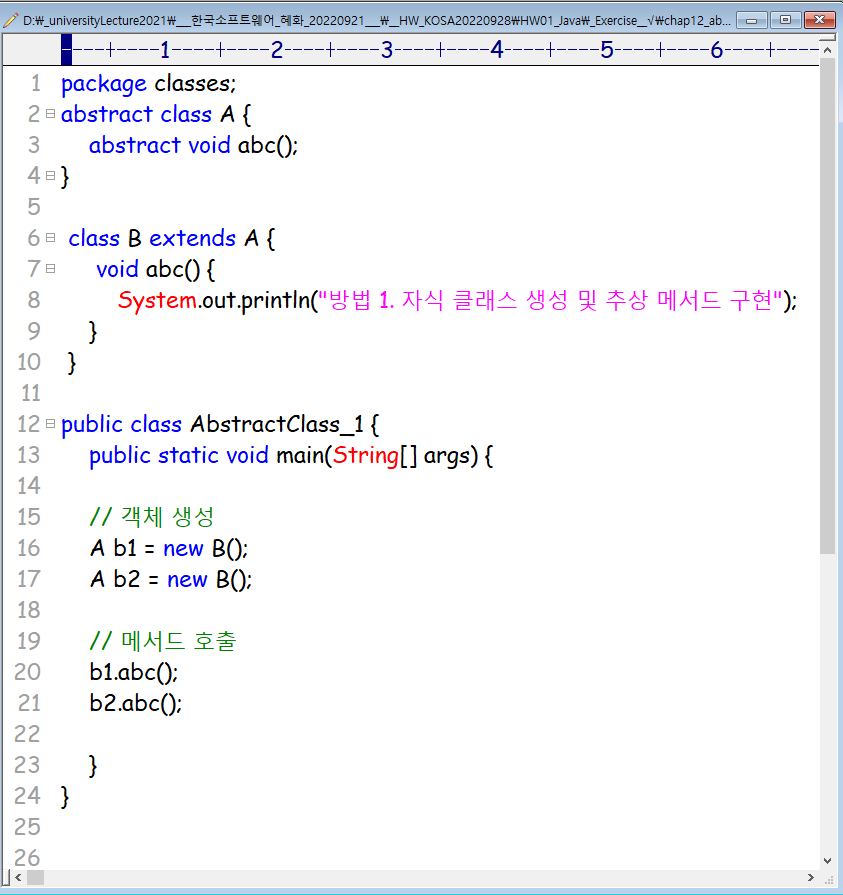 D:₩_universityLecture2021₩___한국소프트웨어_혜화_20220921___₩__HW_KOSA20220928₩HW01_Java₩_Exercise__√₩chap12_ab...
1 2 3 4 5 6 7
1 package classes;
2 abstract class A {
3 abstract void abc();
4 }
5
6 class B extends A {
7 void abc() {
8 System.out.println("방법 1. 자식 클래스 생성 및 추상 메서드 구현");
9 }
10 }
11
12 public class AbstractClass_1 {
13 public static void main(String[] args) {
14
15 // 객체 생성
16 A b1 = new B();
17 A b2 = new B();
18
19 // 메서드 호출
20 b1.abc();
21 b2.abc();
22
23 }
24 }
25
26